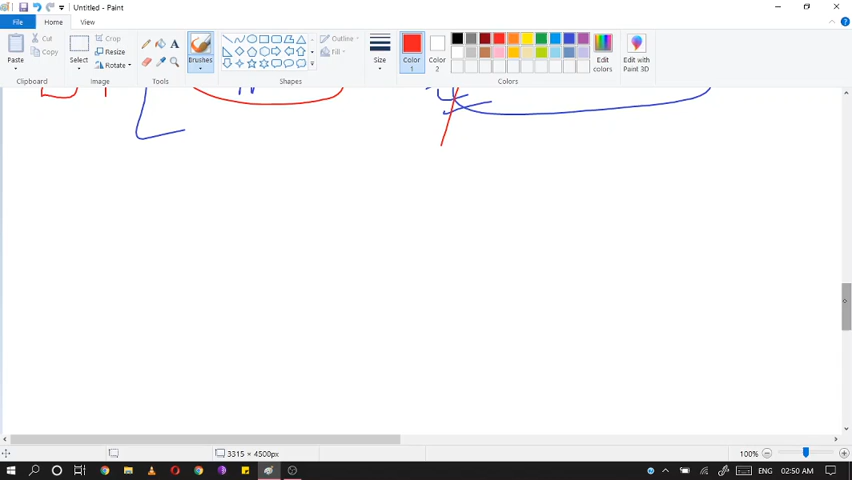 Untitled - Paint
File Home View
Paste
Cut
Copy
Clipboard
Select
Crop
Resize
Rotate
Image
A
Tools
Brushes
Outline
Fill
Shapes
Size
Color
1
Color
2
Edit
colors
Colors
Edit with
Paint 3D
3315 × 4500px
100%
ENG 02:50 AM